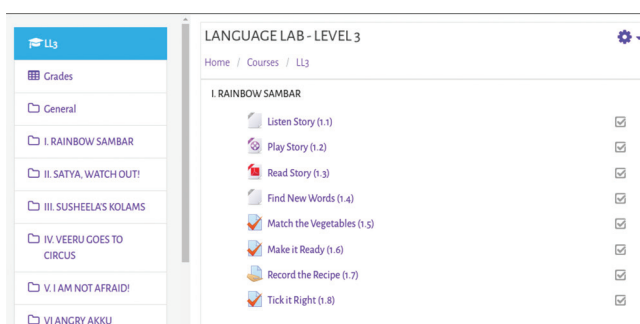 LL3
Grades
General
I. RAINBOW SAMBAR
II. SATYA, WATCH OUT!
III. SUSHEELA'S KOLAMS
IV. VEERU GOES TO
CIRCUS
V. I AM NOT AFRAID!
VI ANGRY AKKU
LANGUAGE LAB - LEVEL 3
Home / Courses / LL3
I. RAINBOW SAMBAR
Listen Story (1.1)
Play Story (1.2)
Read Story (1.3)
Find New Words (1.4)
Match the Vegetables (1.5)
Make it Ready (1.6)
Record the Recipe (1.7)
Tick it Right (1.8)